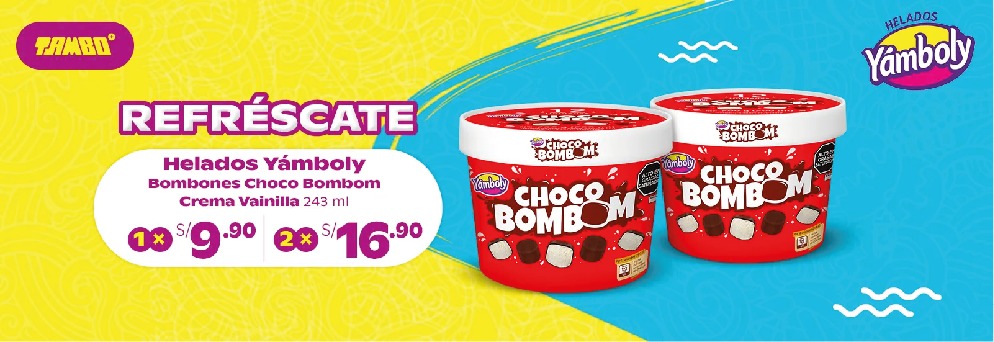 TAMBO
HELADOS
Yámboly
REFRÉSCATE
Helados Yámboly
Bombones Choco Bombom
Crema Vainilla 243 ml
1x S/9.90 2x S/16.90
CHOCO
BOMBOM
Yámboly
CHOCO
BOMBOM
CHOCO
BOMBOM
Yámboly
CHOCO
BOMBOM